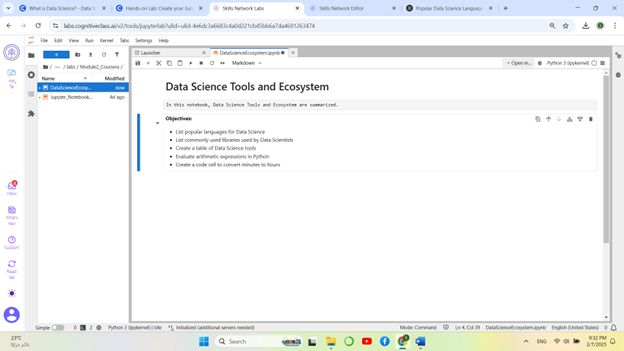 What is Data Science? - Data S
Hands-on Lab: Create your Jup
Skills Network Labs
Skills Network Editor
Popular Data Science Languag
labs.cognitiveclass.ai/v2/tools/jupyterlab?ulid=ulid-4e6dc3a6683c4a0d221cb45bb6a7da4691263474
File Edit View Run Kernel Tabs Settings Help
Launcher
DataScienceEcosystem.ipynb
Markdown
Open in...
Python 3 (ipykernel)
/ ... / labs / Module2_Coursera /
Name Modified
DataScienceEcosy... now
Jupyter_Notebook... 4d ago
Data Science Tools and Ecosystem
In this notebook, Data Science Tools and Ecosystem are summarized.
Objectives:
• List popular languages for Data Science
• List commonly used libraries used by Data Scientists
• Create a table of Data Science tools
• Evaluate arithmetic expressions in Python
• Create a code cell to convert minutes to hours
Inbox
What's
new
Support
Reset
lab
Simple 0 2 Python 3 (ipykernel) | Idle Initialized (additional servers needed)
Mode: Command Ln 4, Col 39 DataScienceEcosystem.ipynb English (United States) 0
23°C
Search
ENG
9:32 PM
2/7/2025